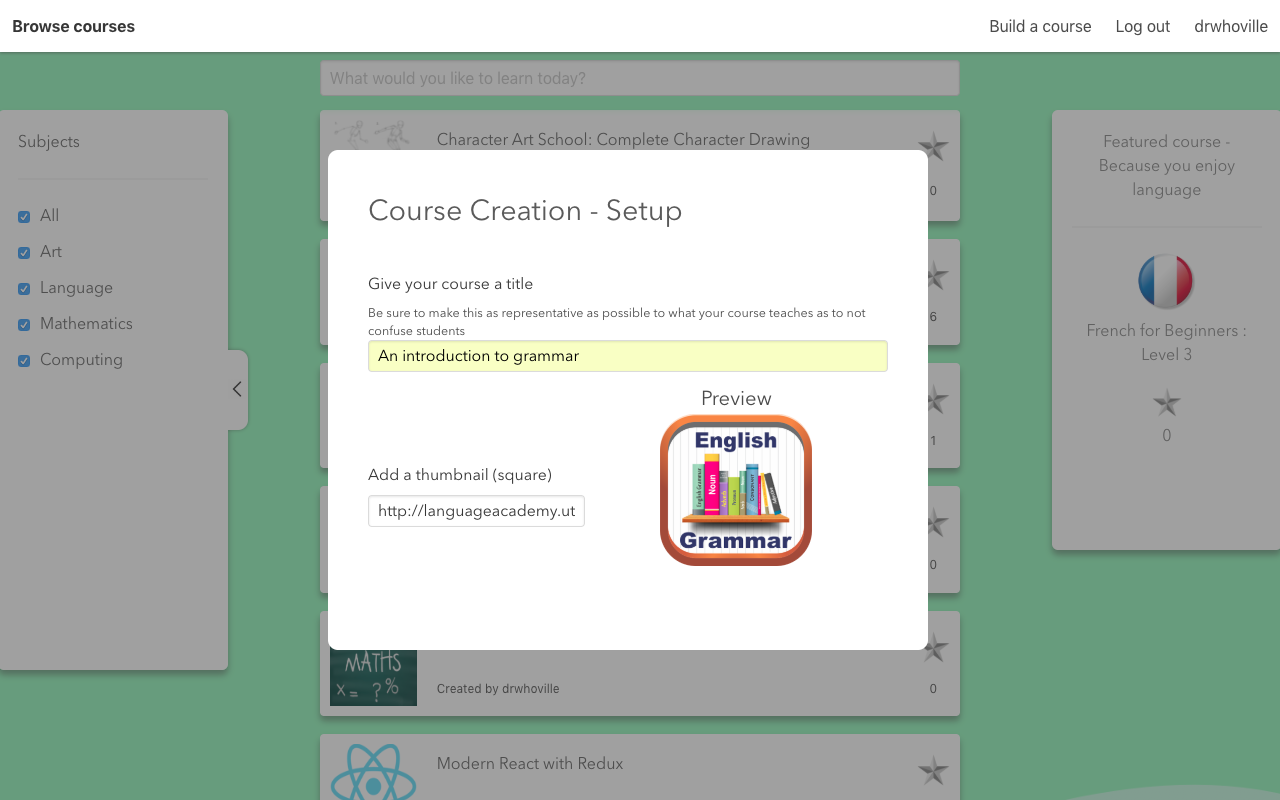 Browse courses
Build a course
Log out
drwhoville
What would you like to learn today?
Subjects
All
Art
Language
Mathematics
Computing
Character Art School: Complete Character Drawing
0
6
1
0
Course Creation - Setup
Give your course a title
Be sure to make this as representative as possible to what your course teaches as to not
confuse students
An introduction to grammar
Preview
English
English Grammar
Noun
Grammar
Add a thumbnail (square)
http://languageacademy.ut
MATHS
x = ?%
Created by drwhoville
0
Modern React with Redux
Featured course -
Because you enjoy
language
French for Beginners :
Level 3
0